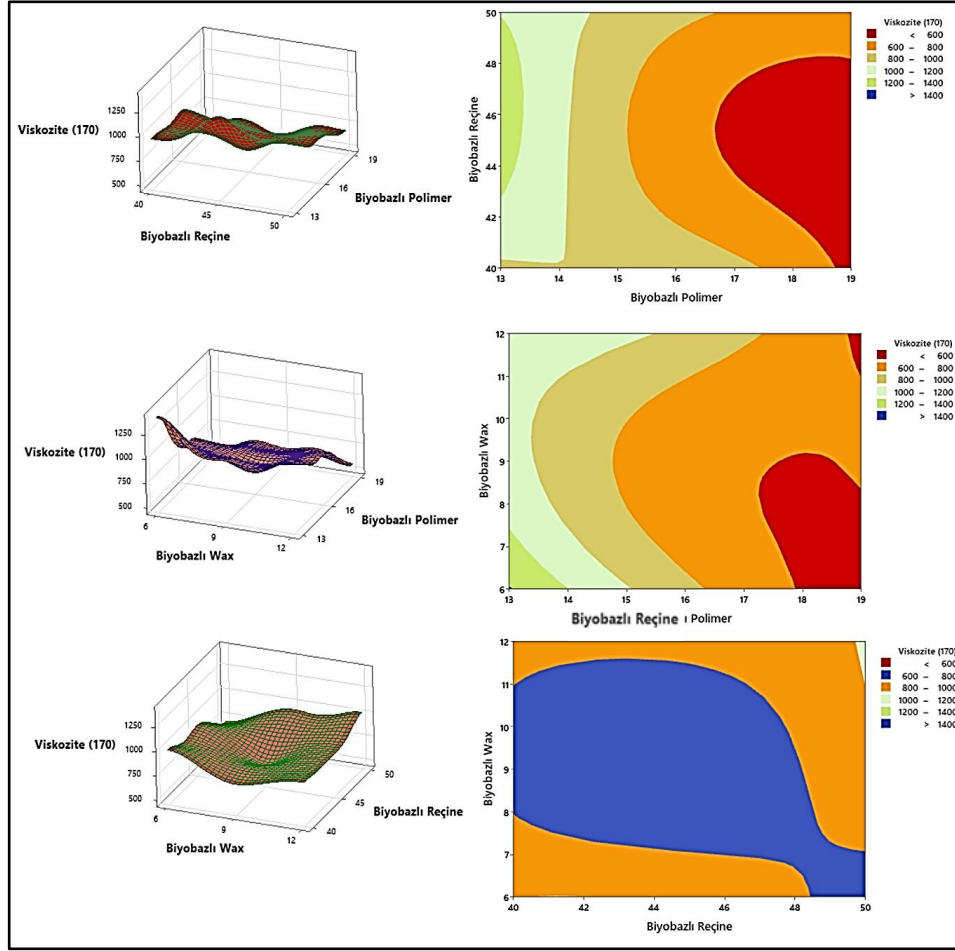 Viskozite (170)
1250
1000
750
500
40
45
50
13
16
19
Biyobazlı Reçine
Biyobazlı Polimer
50
48
46
44
42
40
13
14
15
16
17
18
19
Biyobazlı Reçine
Biyobazlı Polimer
Viskozite (170)
< 600
600 – 800
800 – 1000
1000 – 1200
1200 – 1400
> 1400
Viskozite (170)
1250
1000
750
500
6
9
12
13
16
19
Biyobazlı Wax
Biyobazlı Polimer
12
11
10
9
8
7
6
13
14
15
16
17
18
19
Biyobazlı Wax
Biyobazlı Reçine ı Polimer
Viskozite (170)
< 600
600 – 800
800 – 1000
1000 – 1200
1200 – 1400
> 1400
Viskozite (170)
1250
1000
750
500
6
9
12
40
45
50
Biyobazlı Wax
Biyobazlı Reçine
12
11
10
9
8
7
6
40
42
44
46
48
50
Biyobazlı Wax
Biyobazlı Reçine
Viskozite (170)
< 600
600 – 800
800 – 1000
1000 – 1200
1200 – 1400
> 1400